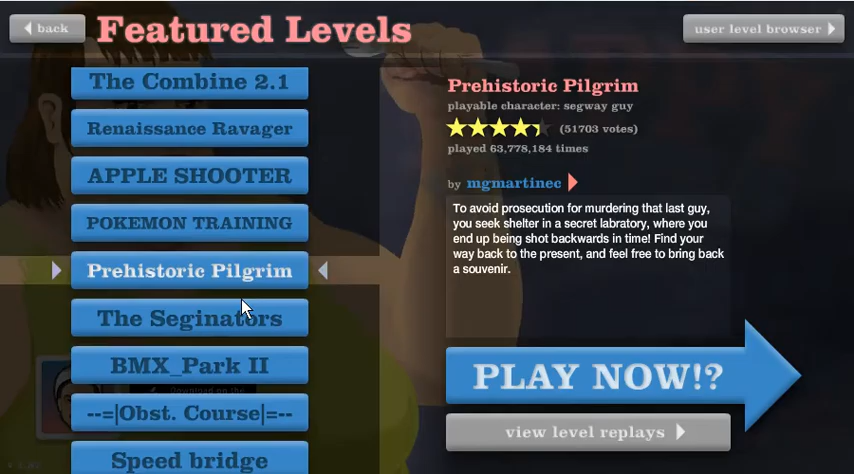 back
Featured Levels
user level browser
The Combine 2.1
Renaissance Ravager
APPLE SHOOTER
POKEMON TRAINING
Prehistoric Pilgrim
The Seginators
BMX_Park II
--=|Obst. Course|=--
Speed bridge
Download on the
Prehistoric Pilgrim
playable character: segway guy
(51703 votes)
played 63,778,184 times
by mgmartinec
To avoid prosecution for murdering that last guy,
you seek shelter in a secret labratory, where you
end up being shot backwards in time! Find your
way back to the present, and feel free to bring back
a souvenir.
PLAY NOW!?
view level replays